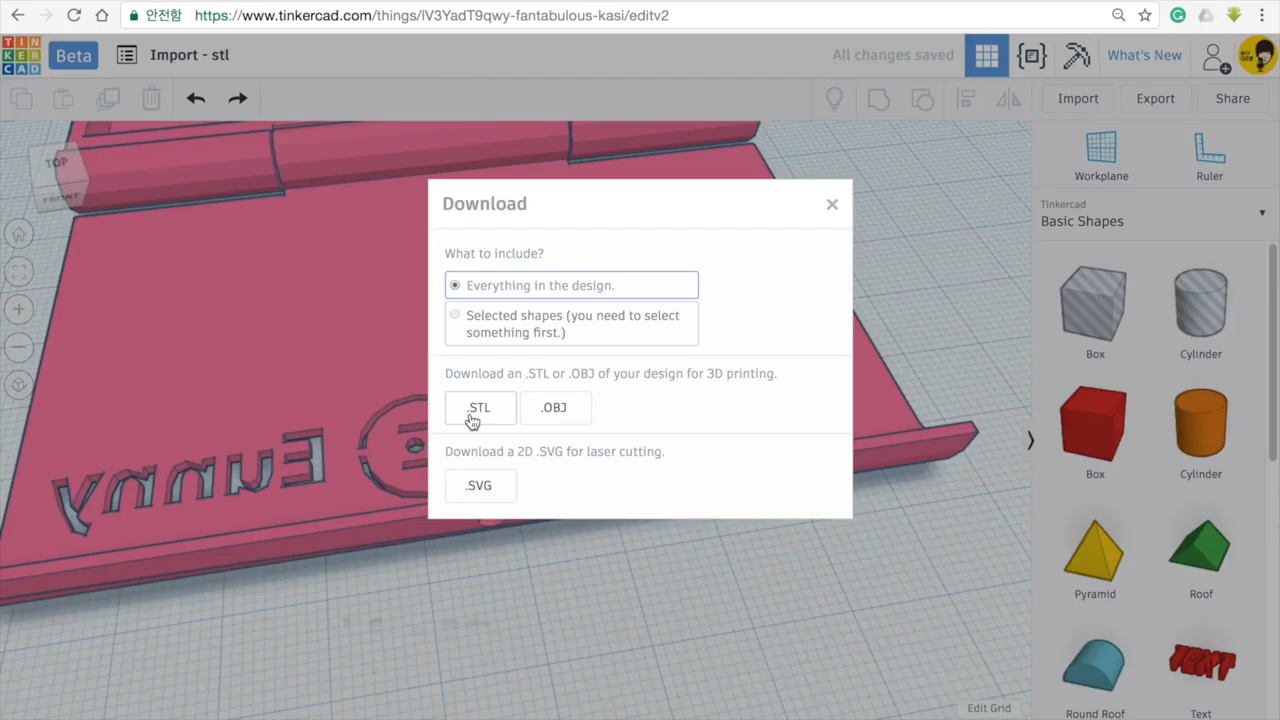 안전함 https://www.tinkercad.com/things/lV3YadT9qwy-fantabulous-kasi/editv2
TIN
KER
CAD
Beta
Import - stl
All changes saved
What's New
Import
Export
Share
TOP
FRONT
Workplane
Ruler
Tinkercad
Basic Shapes
Download
What to include?
Everything in the design.
Selected shapes (you need to select
something first.)
Download an .STL or .OBJ of your design for 3D printing.
.STL
.OBJ
Download a 2D .SVG for laser cutting.
.SVG
Eunny
Box
Cylinder
Box
Cylinder
Pyramid
Roof
TEXT
Round Roof
Text
Edit Grid